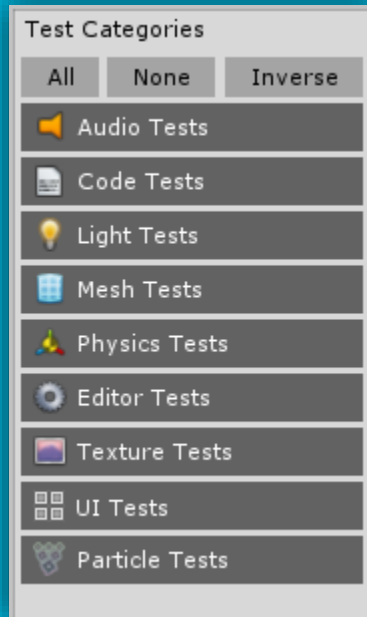 Test Categories
All None Inverse
Audio Tests
Code Tests
Light Tests
Mesh Tests
Physics Tests
Editor Tests
Texture Tests
UI Tests
Particle Tests